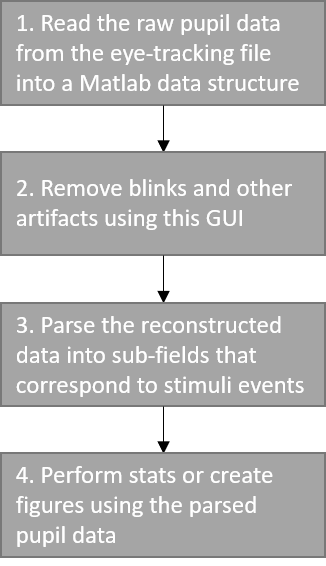 1. Read the raw pupil data
from the eye-tracking file
into a Matlab data structure
2. Remove blinks and other
artifacts using this GUI
3. Parse the reconstructed
data into sub-fields that
correspond to stimuli events
4. Perform stats or create
figures using the parsed
pupil data